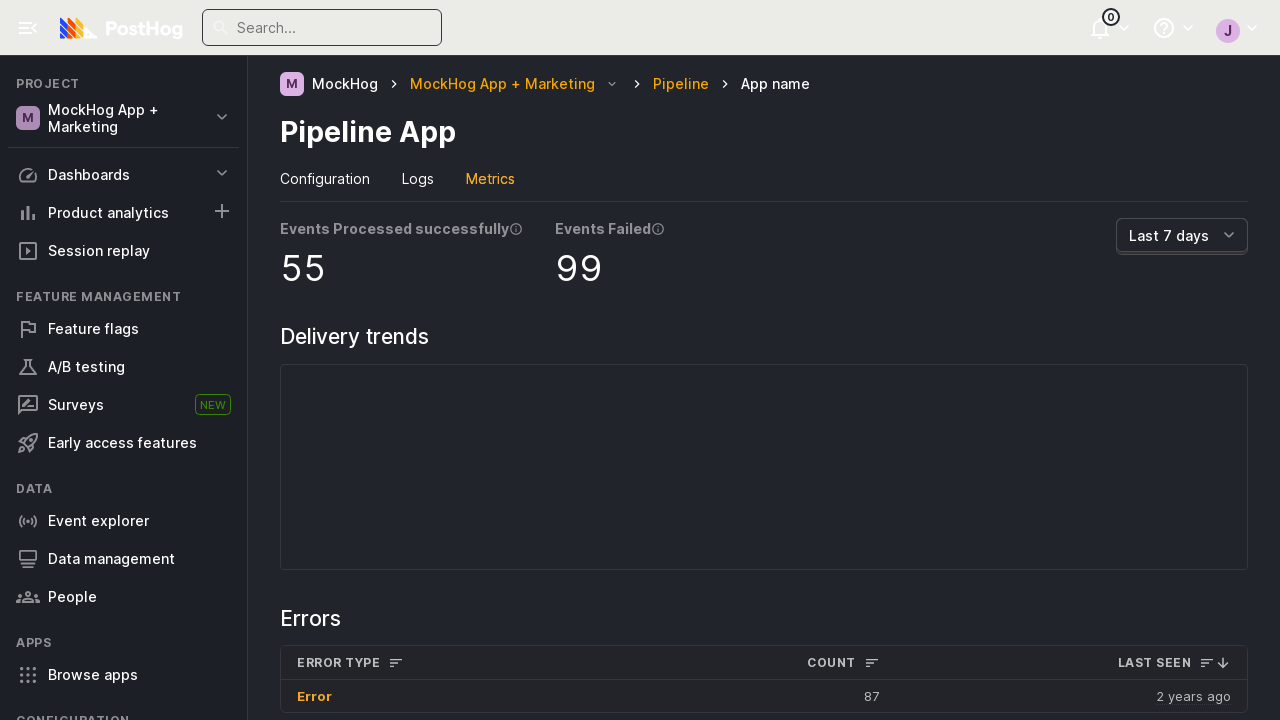 PostHog
Search...
0
J
PROJECT
M
MockHog App +
Marketing
Dashboards
Product analytics
Session replay
FEATURE MANAGEMENT
Feature flags
A/B testing
Surveys
NEW
Early access features
DATA
Event explorer
Data management
People
APPS
Browse apps
CONFIGURATION
M MockHog > MockHog App + Marketing > Pipeline > App name
Pipeline App
Configuration Logs Metrics
Events Processed successfully Events Failed
55 99
Last 7 days
Delivery trends
Errors
ERROR TYPE COUNT LAST SEEN
Error 87 2 years ago